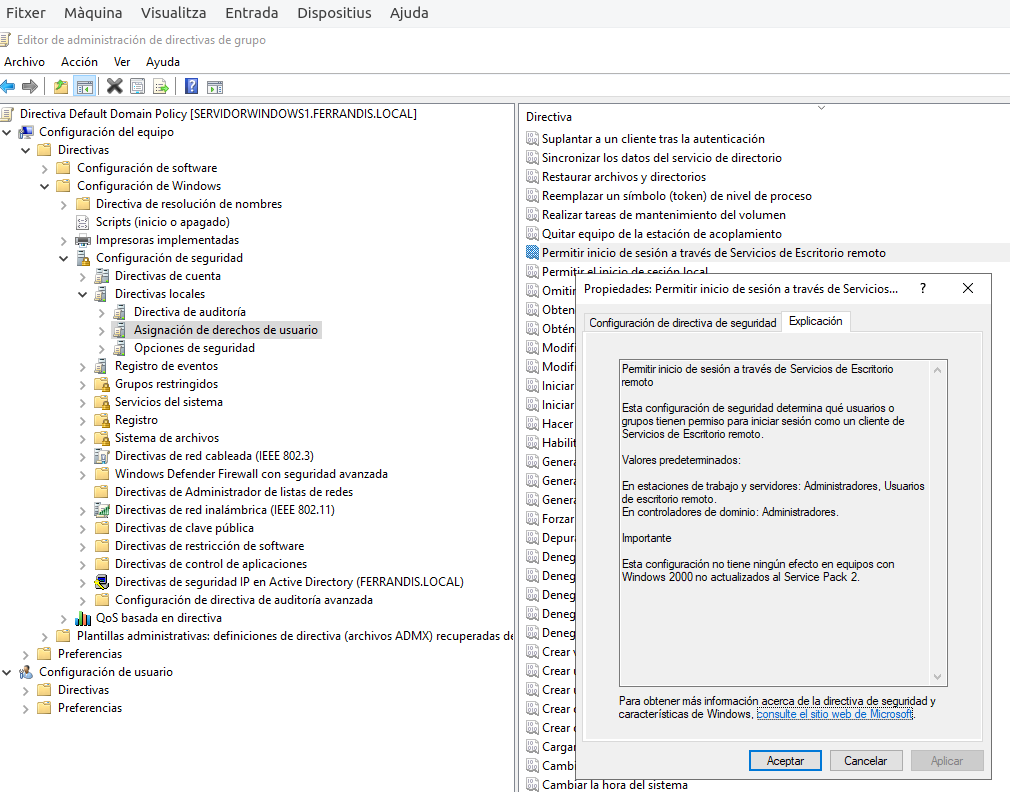 Fitxer Màquina Visualitza Entrada Dispositius Ajuda
Editor de administración de directivas de grupo
Archivo Acción Ver Ayuda
Directiva Default Domain Policy [SERVIDORWINDOWS1.FERRANDIS.LOCAL]
Configuración del equipo
Directivas
Configuración de software
Configuración de Windows
Directiva de resolución de nombres
Scripts (inicio o apagado)
Impresoras implementadas
Configuración de seguridad
Directivas de cuenta
Directivas locales
Directiva de auditoría
Asignación de derechos de usuario
Opciones de seguridad
Registro de eventos
Grupos restringidos
Servicios del sistema
Registro
Sistema de archivos
Directivas de red cableada (IEEE 802.3)
Windows Defender Firewall con seguridad avanzada
Directivas de Administrador de listas de redes
Directivas de red inalámbrica (IEEE 802.11)
Directivas de clave pública
Directivas de restricción de software
Directivas de control de aplicaciones
Directivas de seguridad IP en Active Directory (FERRANDIS.LOCAL)
Configuración de directiva de auditoría avanzada
QoS basada en directiva
Plantillas administrativas: definiciones de directiva (archivos ADMX) recuperadas de
Preferencias
Configuración de usuario
Directivas
Preferencias
Directiva
Suplantar a un cliente tras la autenticación
Sincronizar los datos del servicio de directorio
Restaurar archivos y directorios
Reemplazar un símbolo (token) de nivel de proceso
Realizar tareas de mantenimiento del volumen
Quitar equipo de la estación de acoplamiento
Permitir inicio de sesión a través de Servicios de Escritorio remoto
Permitir el inicio de sesión local
Omitir
Obten
Obtén
Modifi
Modifi
Iniciar
Iniciar
Hacer
Habilit
Genera
Genera
Genera
Forzar
Depura
Deneg
Deneg
Deneg
Deneg
Deneg
Crear v
Crear u
Crear u
Crear o
Crear o
Cargar
Cambi
Cambiar la hora del sistema
Propiedades: Permitir inicio de sesión a través de Servicios... ?
Configuración de directiva de seguridad Explicación
Permitir inicio de sesión a través de Servicios de Escritorio
remoto
Esta configuración de seguridad determina qué usuarios o
grupos tienen permiso para iniciar sesión como un cliente de
Servicios de Escritorio remoto.
Valores predeterminados:
En estaciones de trabajo y servidores: Administradores, Usuarios
de escritorio remoto.
En controladores de dominio: Administradores.
Importante
Esta configuración no tiene ningún efecto en equipos con
Windows 2000 no actualizados al Service Pack 2.
Para obtener más información acerca de la directiva de seguridad y
características de Windows, consulte el sitio web de Microsoft.
Aceptar Cancelar Aplicar